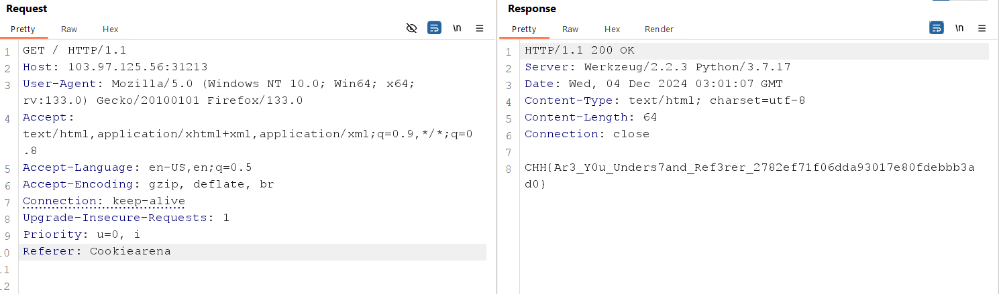 Request
Pretty Raw Hex \n
1 GET / HTTP/1.1
2 Host: 103.97.125.56:31213
3 User-Agent: Mozilla/5.0 (Windows NT 10.0; Win64; x64;
rv:133.0) Gecko/20100101 Firefox/133.0
4 Accept:
text/html,application/xhtml+xml,application/xml;q=0.9,*/*;q=0
.8
5 Accept-Language: en-US,en;q=0.5
6 Accept-Encoding: gzip, deflate, br
7 Connection: keep-alive
8 Upgrade-Insecure-Requests: 1
9 Priority: u=0, i
10 Referer: Cookiearena
11
12
Response
Pretty Raw Hex Render \n
1 HTTP/1.1 200 OK
2 Server: Werkzeug/2.2.3 Python/3.7.17
3 Date: Wed, 04 Dec 2024 03:01:07 GMT
4 Content-Type: text/html; charset=utf-8
5 Content-Length: 64
6 Connection: close
7
8 CHH{Ar3_Y0u_Unders7and_Ref3rer_2782ef71f06dda93017e80fdebbb3a
d0}